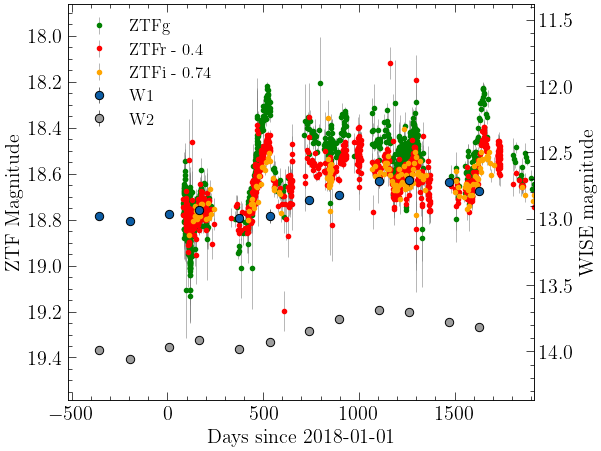 ZTFg
ZTFr - 0.4
ZTFi - 0.74
W1
W2
18.0
18.2
18.4
18.6
18.8
19.0
19.2
19.4
ZTF Magnitude
11.5
12.0
12.5
13.0
13.5
14.0
WISE magnitude
−500
0
500
1000
1500
Days since 2018-01-01